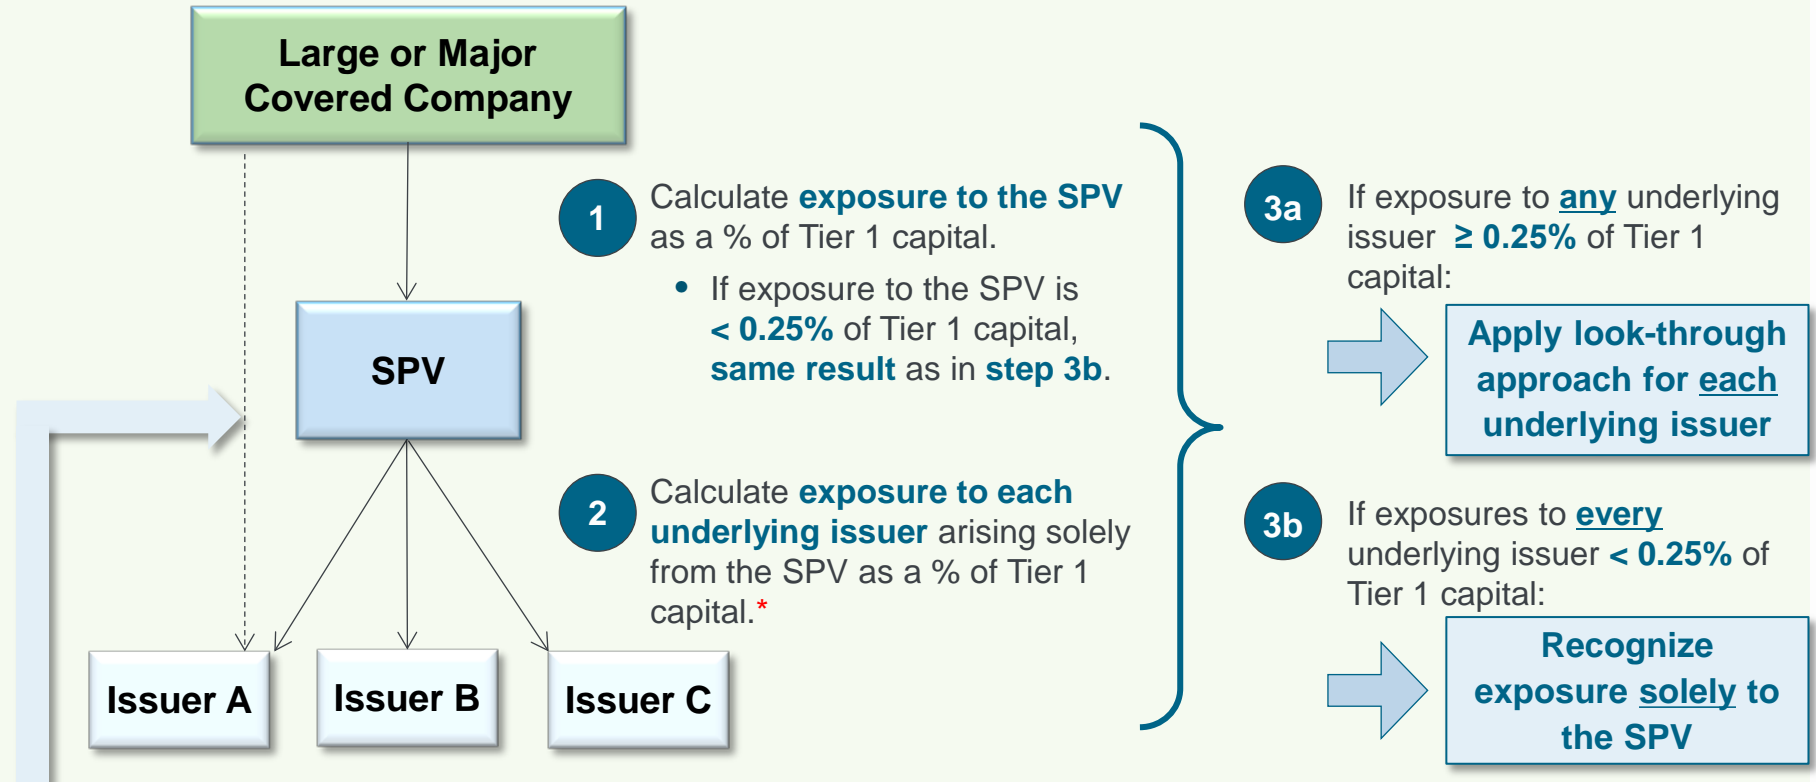 Large or Major
Covered Company
SPV
Issuer A
Issuer B
Issuer C
1
Calculate exposure to the SPV
as a % of Tier 1 capital.
• If exposure to the SPV is
< 0.25% of Tier 1 capital,
same result as in step 3b.
2
Calculate exposure to each
underlying issuer arising solely
from the SPV as a % of Tier 1
capital.*
3a
If exposure to any underlying
issuer ≥ 0.25% of Tier 1
capital:
Apply look-through
approach for each
underlying issuer
3b
If exposures to every
underlying issuer < 0.25% of
Tier 1 capital:
Recognize
exposure solely to
the SPV